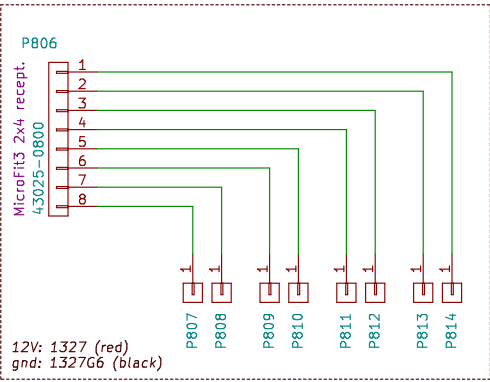 P806
MicroFit3 2x4 recept.
43025-0800
1
2
3
4
5
6
7
8
1 1 1 1 1 1 1 1
P807 P808 P809 P810 P811 P812 P813 P814
12V: 1327 (red)
gnd: 1327G6 (black)